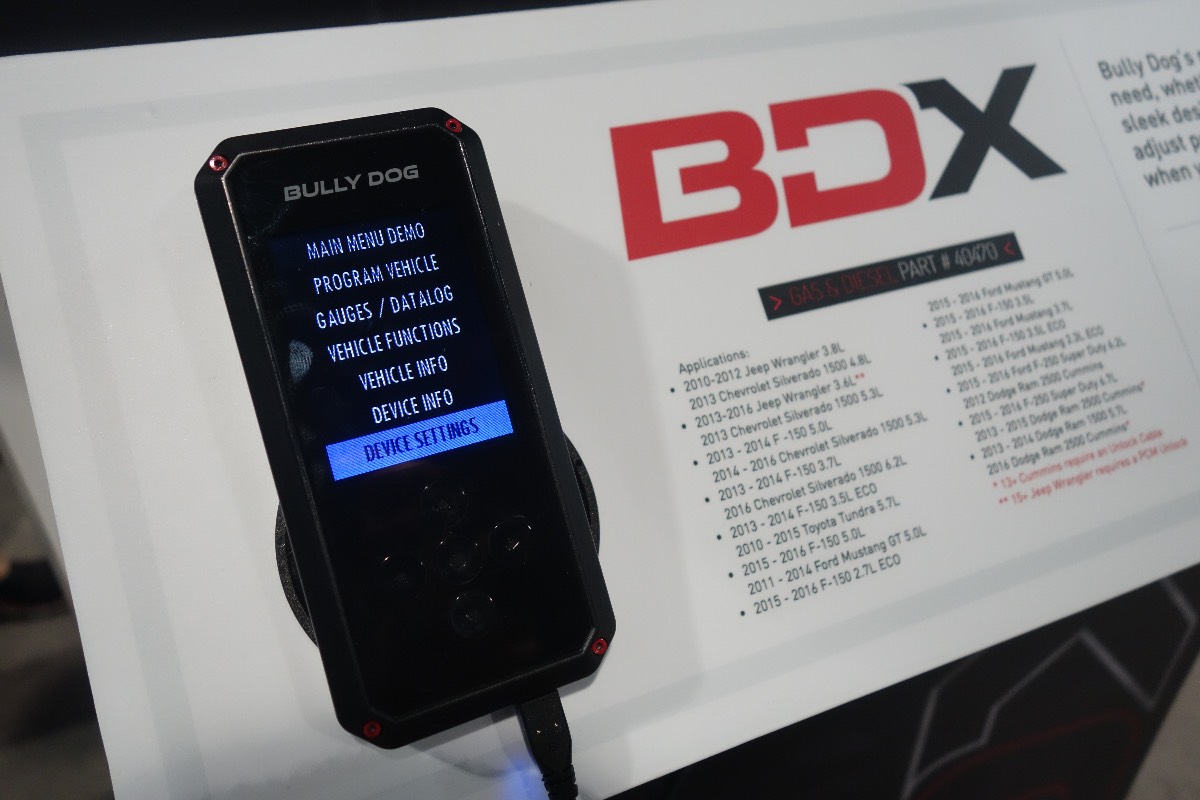 BULLY DOG
MAIN MENU DEMO
PROGRAM VEHICLE
GAUGES / DATALOG
VEHICLE FUNCTIONS
VEHICLE INFO
DEVICE INFO
DEVICE SETTINGS
BDX
> GAS & DIESEL PART # 40470 <
Applications:
• 2010-2012 Jeep Wrangler 3.8L
2013 Chevrolet Silverado 1500 4.8L
• 2013-2016 Jeep Wrangler 3.6L**
2013 Chevrolet Silverado 1500 5.3L
• 2013 - 2014 F -150 5.0L
2014 - 2016 Chevrolet Silverado 1500 5.3L
• 2013 - 2014 F-150 3.7L
2016 Chevrolet Silverado 1500 6.2L
• 2013 - 2014 F-150 3.5L ECO
2010 - 2015 Toyota Tundra 5.7L
• 2015 - 2016 F-150 5.0L
2011 - 2014 Ford Mustang GT 5.0L
• 2015 - 2016 F-150 2.7L ECO
2015 - 2016 Ford Mustang GT 5.0L
• 2015 - 2016 F-150 3.5L
2015 - 2016 Ford Mustang 3.7L
• 2015 - 2016 F-150 3.5L ECO
2015 - 2016 Ford Mustang 2.3L ECO
• 2015 - 2016 Ford F-250 Super Duty 6.2L
2012 Dodge Ram 2500 Cummins
• 2015 - 2016 F-250 Super Duty 6.7L
2013 - 2015 Dodge Ram 2500 Cummins*
• 2013 - 2014 Dodge Ram 1500 5.7L
2016 Dodge Ram 2500 Cummins*
* 13+ Cummins require an Unlock Cable
** 15+ Jeep Wrangler requires a PCM Unlock
Bully Dog's
need,
sleek
adjust
when